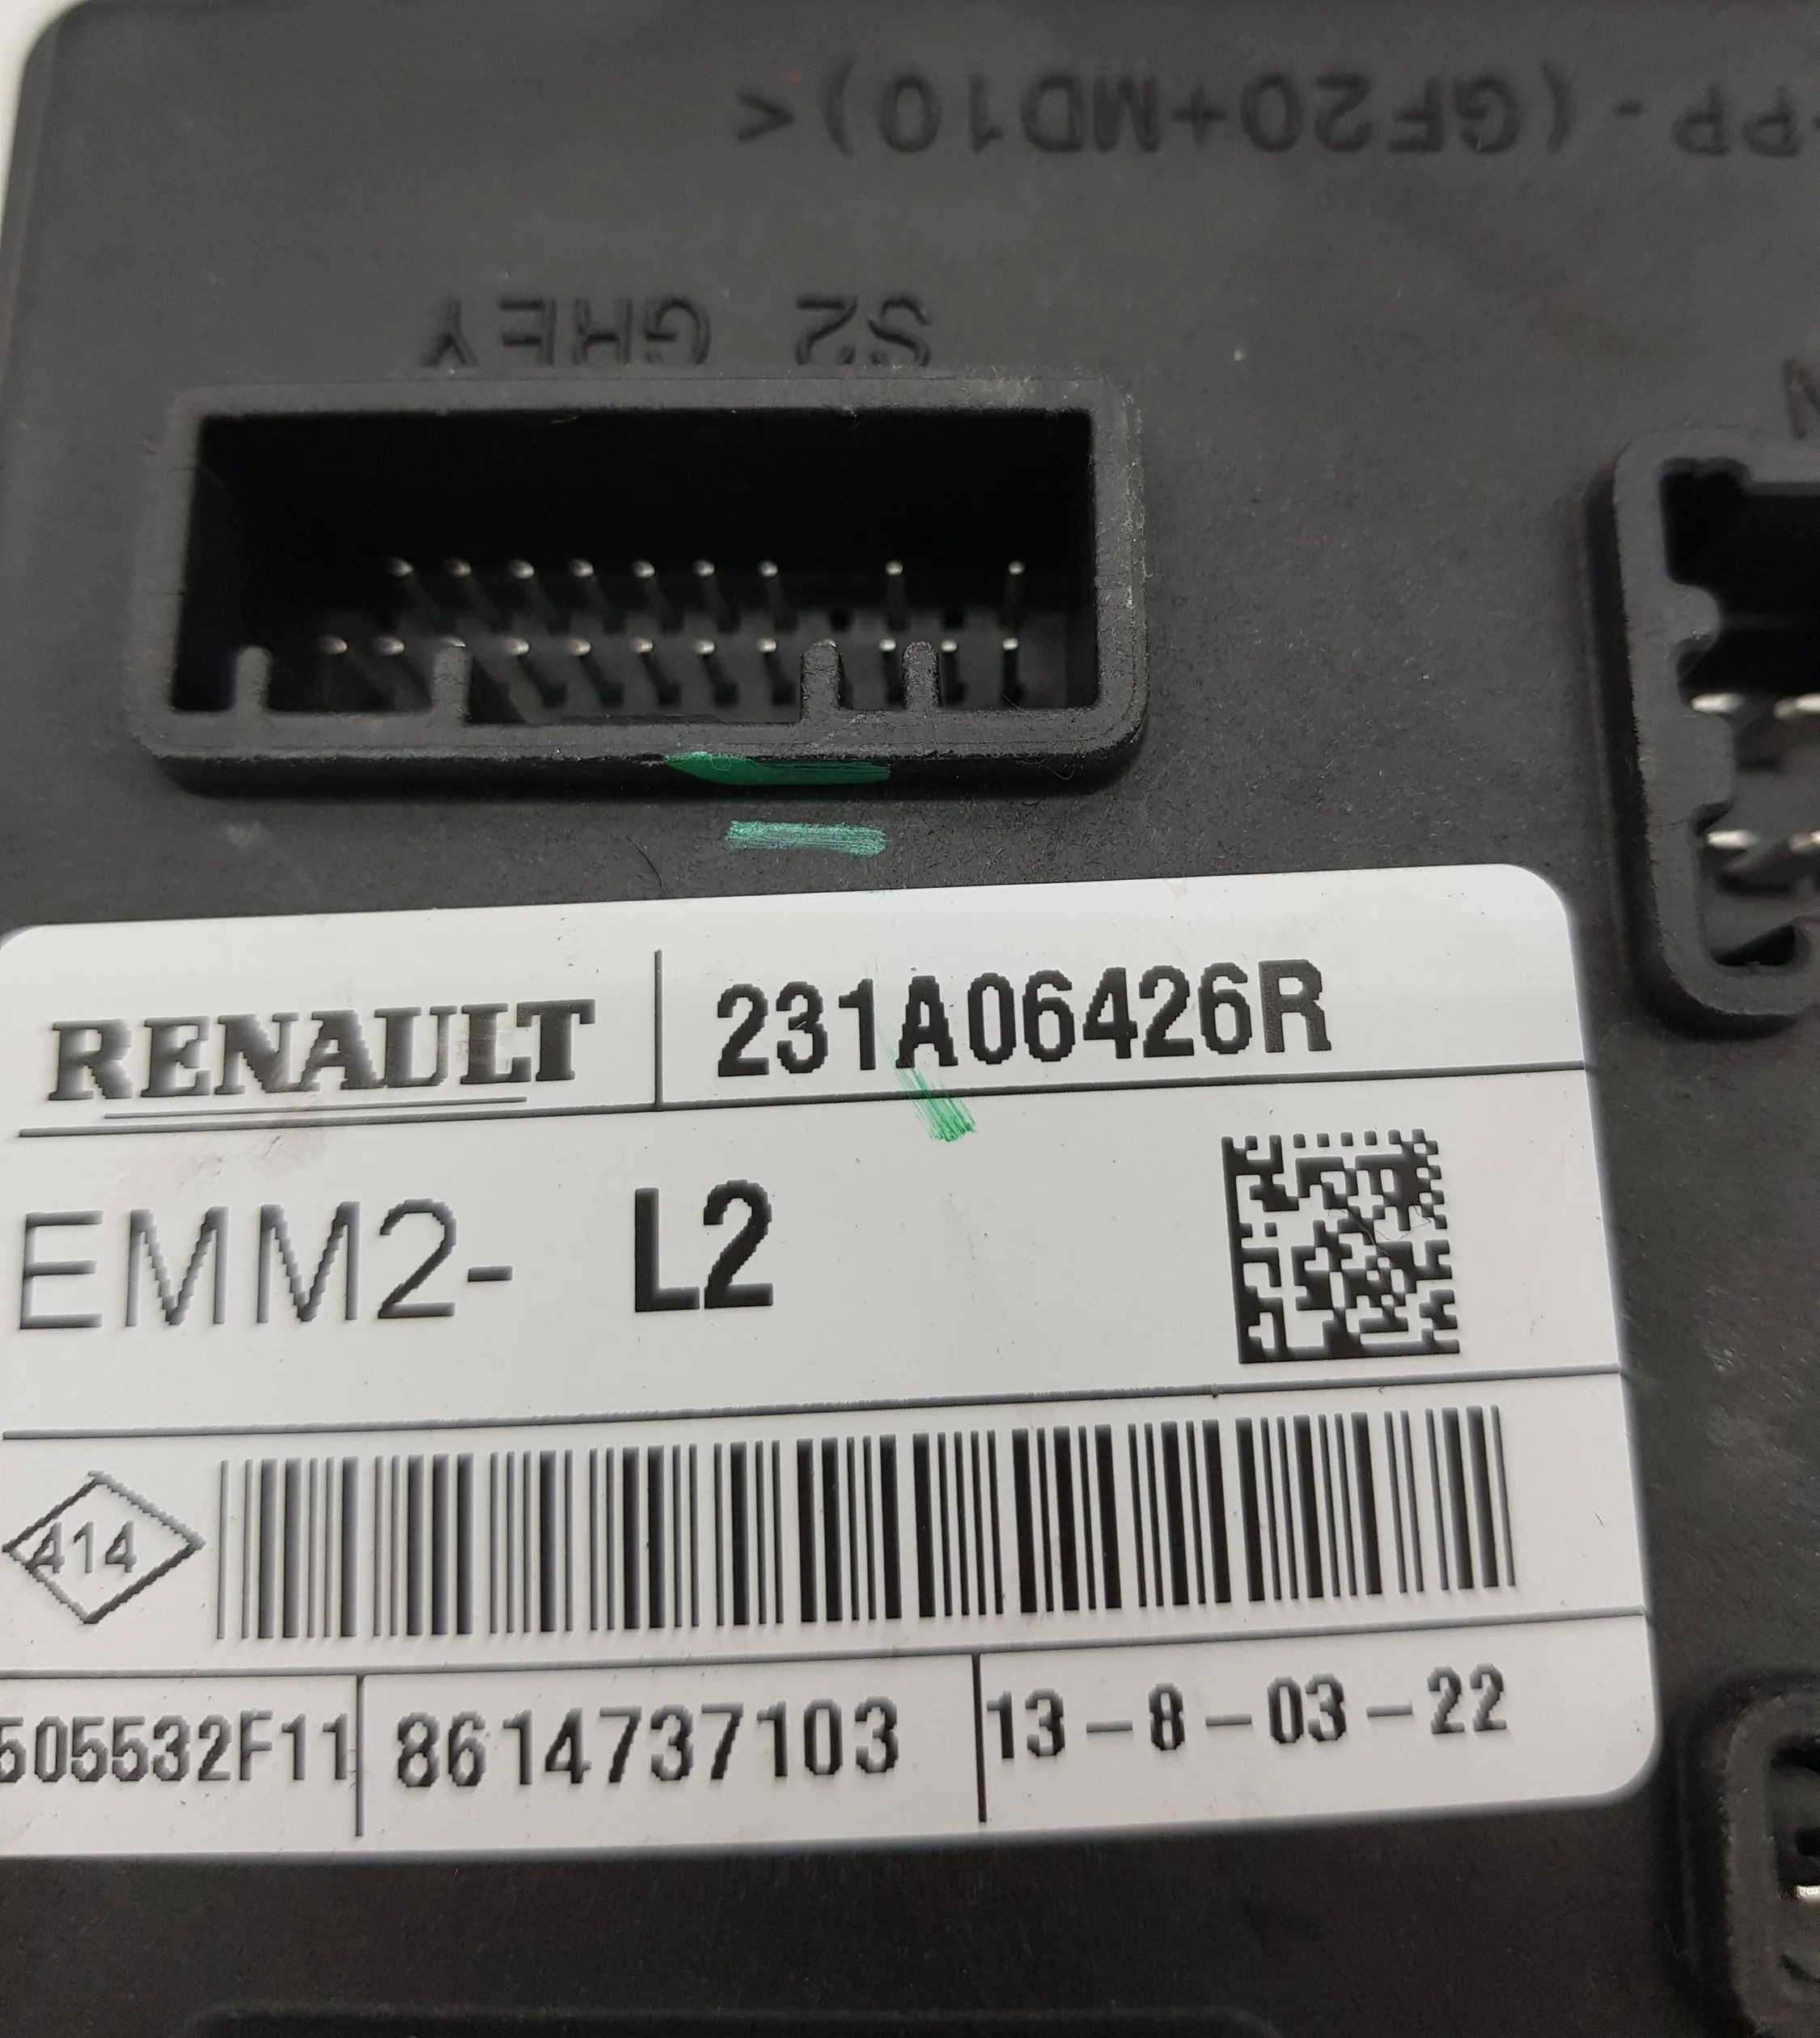 PP-(GF20+MD10)<
S2 GREY
RENAULT 231A06426R
EMM2- L2
414
505532F11 8614737103 13-8-03-22